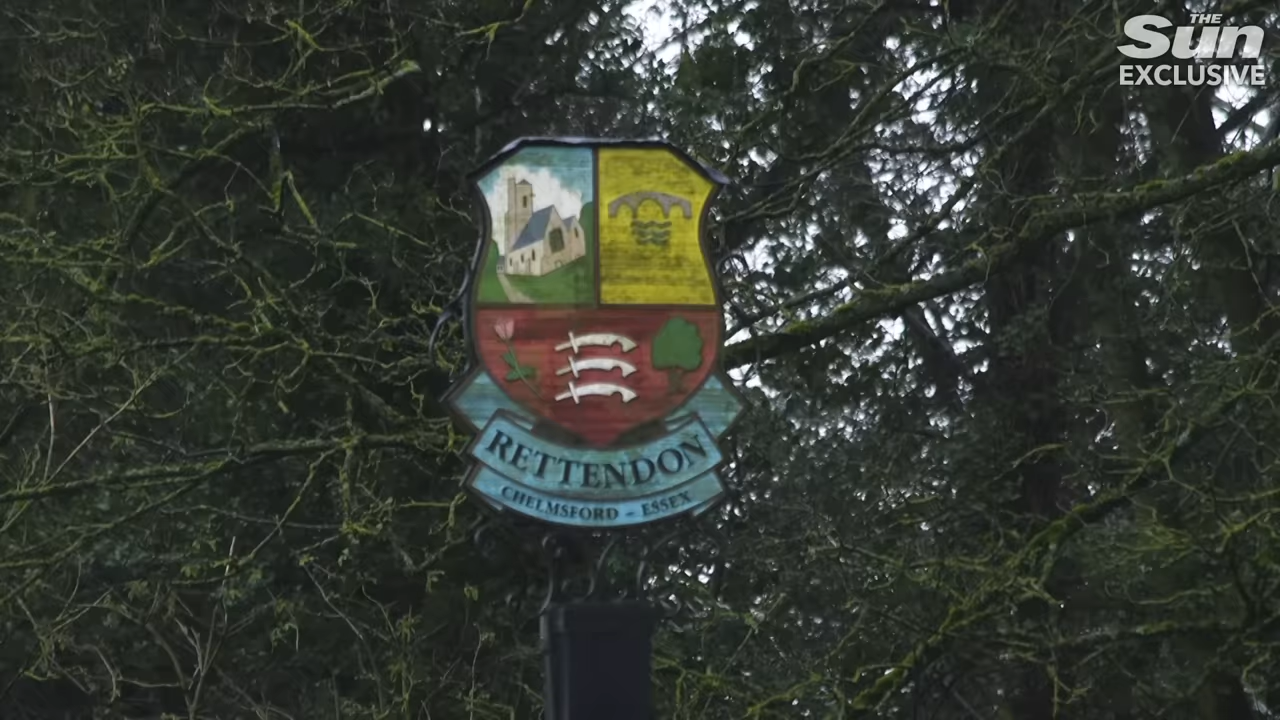 THE
Sun
EXCLUSIVE
RETTENDON
CHELMSFORD - ESSEX